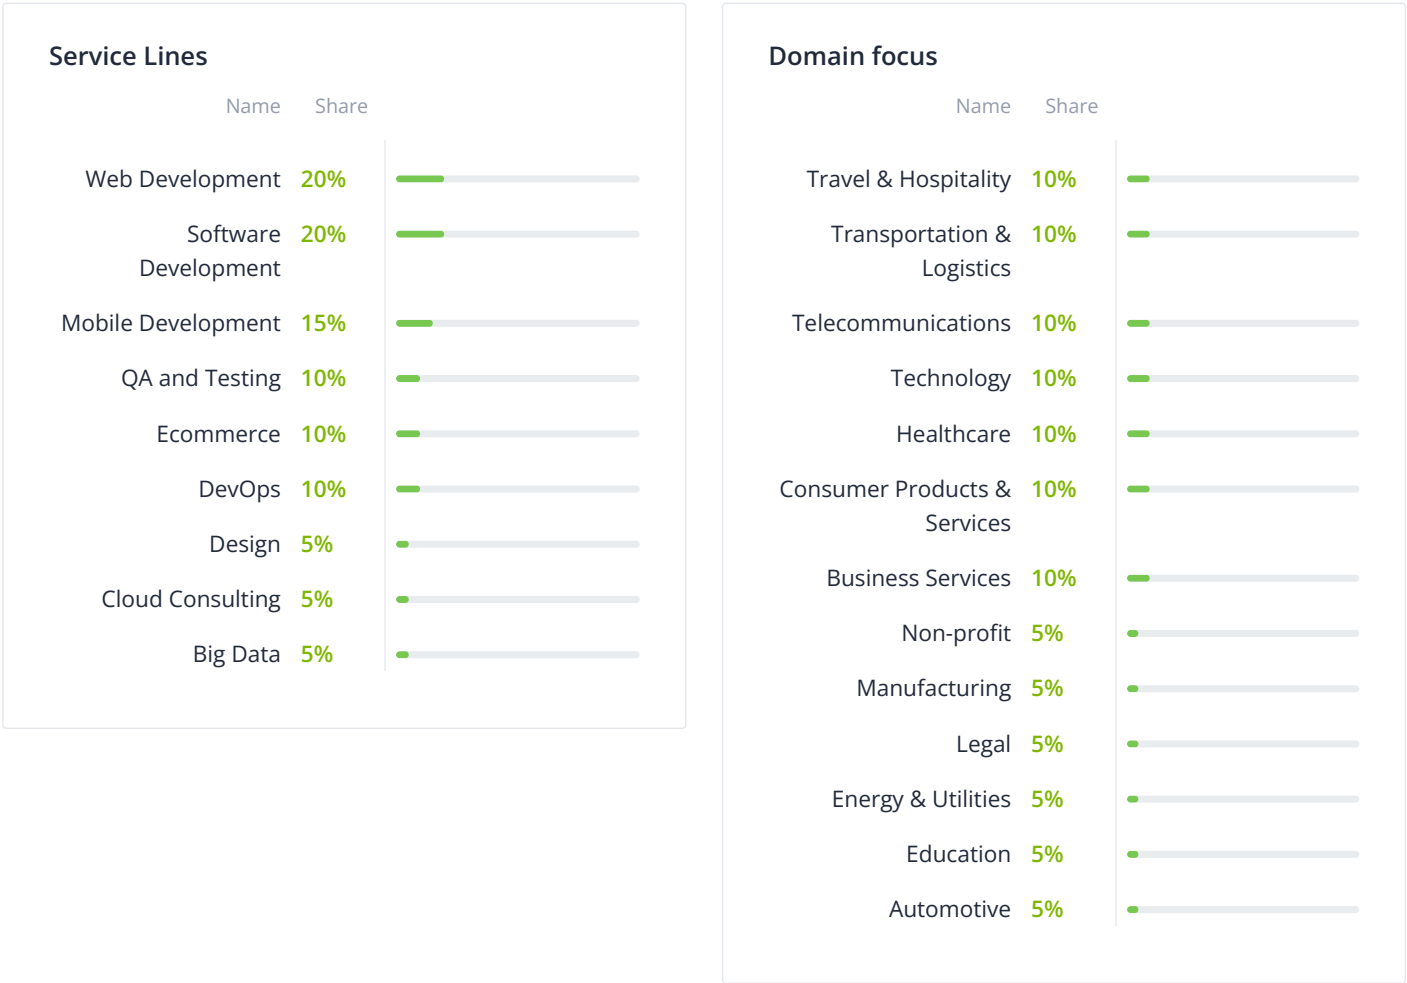 Service Lines
Name Share
Web Development 20%
Software 20%
Development
Mobile Development 15%
QA and Testing 10%
Ecommerce 10%
DevOps 10%
Design 5%
Cloud Consulting 5%
Big Data 5%
Domain focus
Name Share
Travel & Hospitality 10%
Transportation & 10%
Logistics
Telecommunications 10%
Technology 10%
Healthcare 10%
Consumer Products & 10%
Services
Business Services 10%
Non-profit 5%
Manufacturing 5%
Legal 5%
Energy & Utilities 5%
Education 5%
Automotive 5%